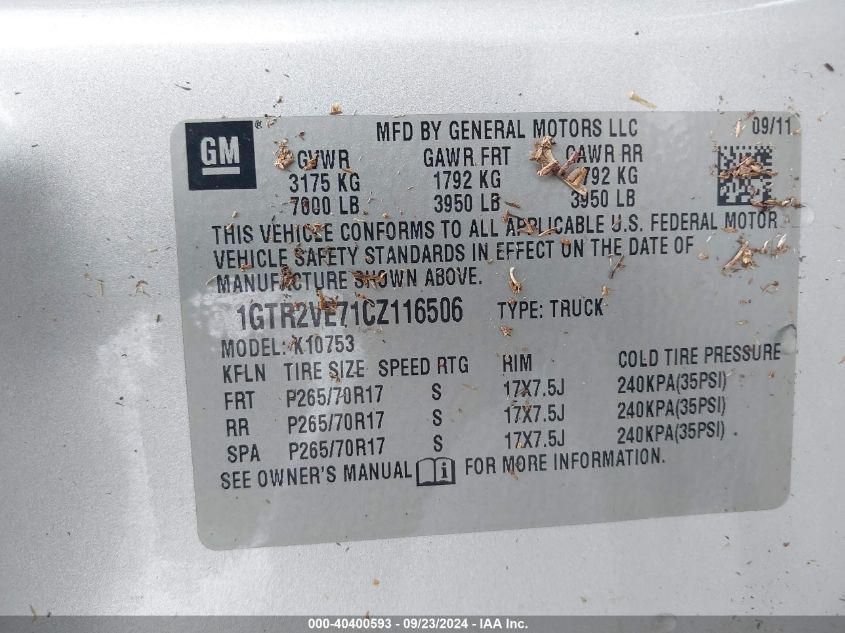 GM ® MFD BY GENERAL MOTORS LLC 09/11
GVWR GAWR FRT GAWR RR
3175 KG 1792 KG 1792 KG
7000 LB 3950 LB 3950 LB
THIS VEHICLE CONFORMS TO ALL APPLICABLE U.S. FEDERAL MOTOR
VEHICLE SAFETY STANDARDS IN EFFECT ON THE DATE OF
MANUFACTURE SHOWN ABOVE.
1GTR2VE71CZ116506 TYPE: TRUCK
MODEL: K10753
KFLN TIRE SIZE SPEED RTG RIM COLD TIRE PRESSURE
FRT P265/70R17 S 17X7.5J 240KPA(35PSI)
RR P265/70R17 S 17X7.5J 240KPA(35PSI)
SPA P265/70R17 S 17X7.5J 240KPA(35PSI)
SEE OWNER'S MANUAL i FOR MORE INFORMATION.
000-40400593 - 09/23/2024 - IAA Inc.